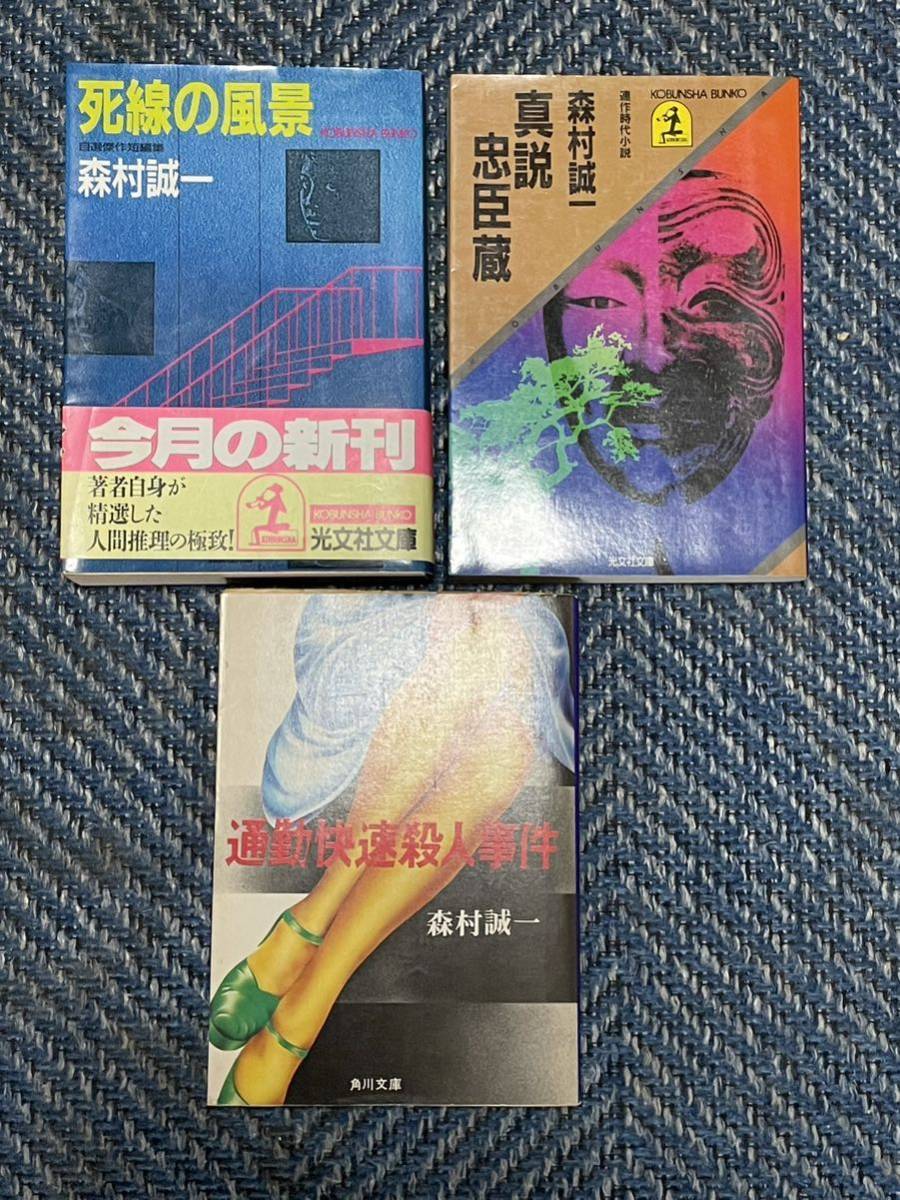 死線の風景
KOBUNSHA BUNKO
自選傑作短編集
森村誠一
今月の新刊
著者自身が
精選した
人間推理の極致!
KOBUNSHA
KOBUNSHA BUNKO
光文社文庫
KOBUNSHA BUNKO
連作時代小説
森村誠一
真説
忠臣蔵
KOBUNSHA
光文社文庫
通勤快速殺人事件
森村誠一
角川文庫